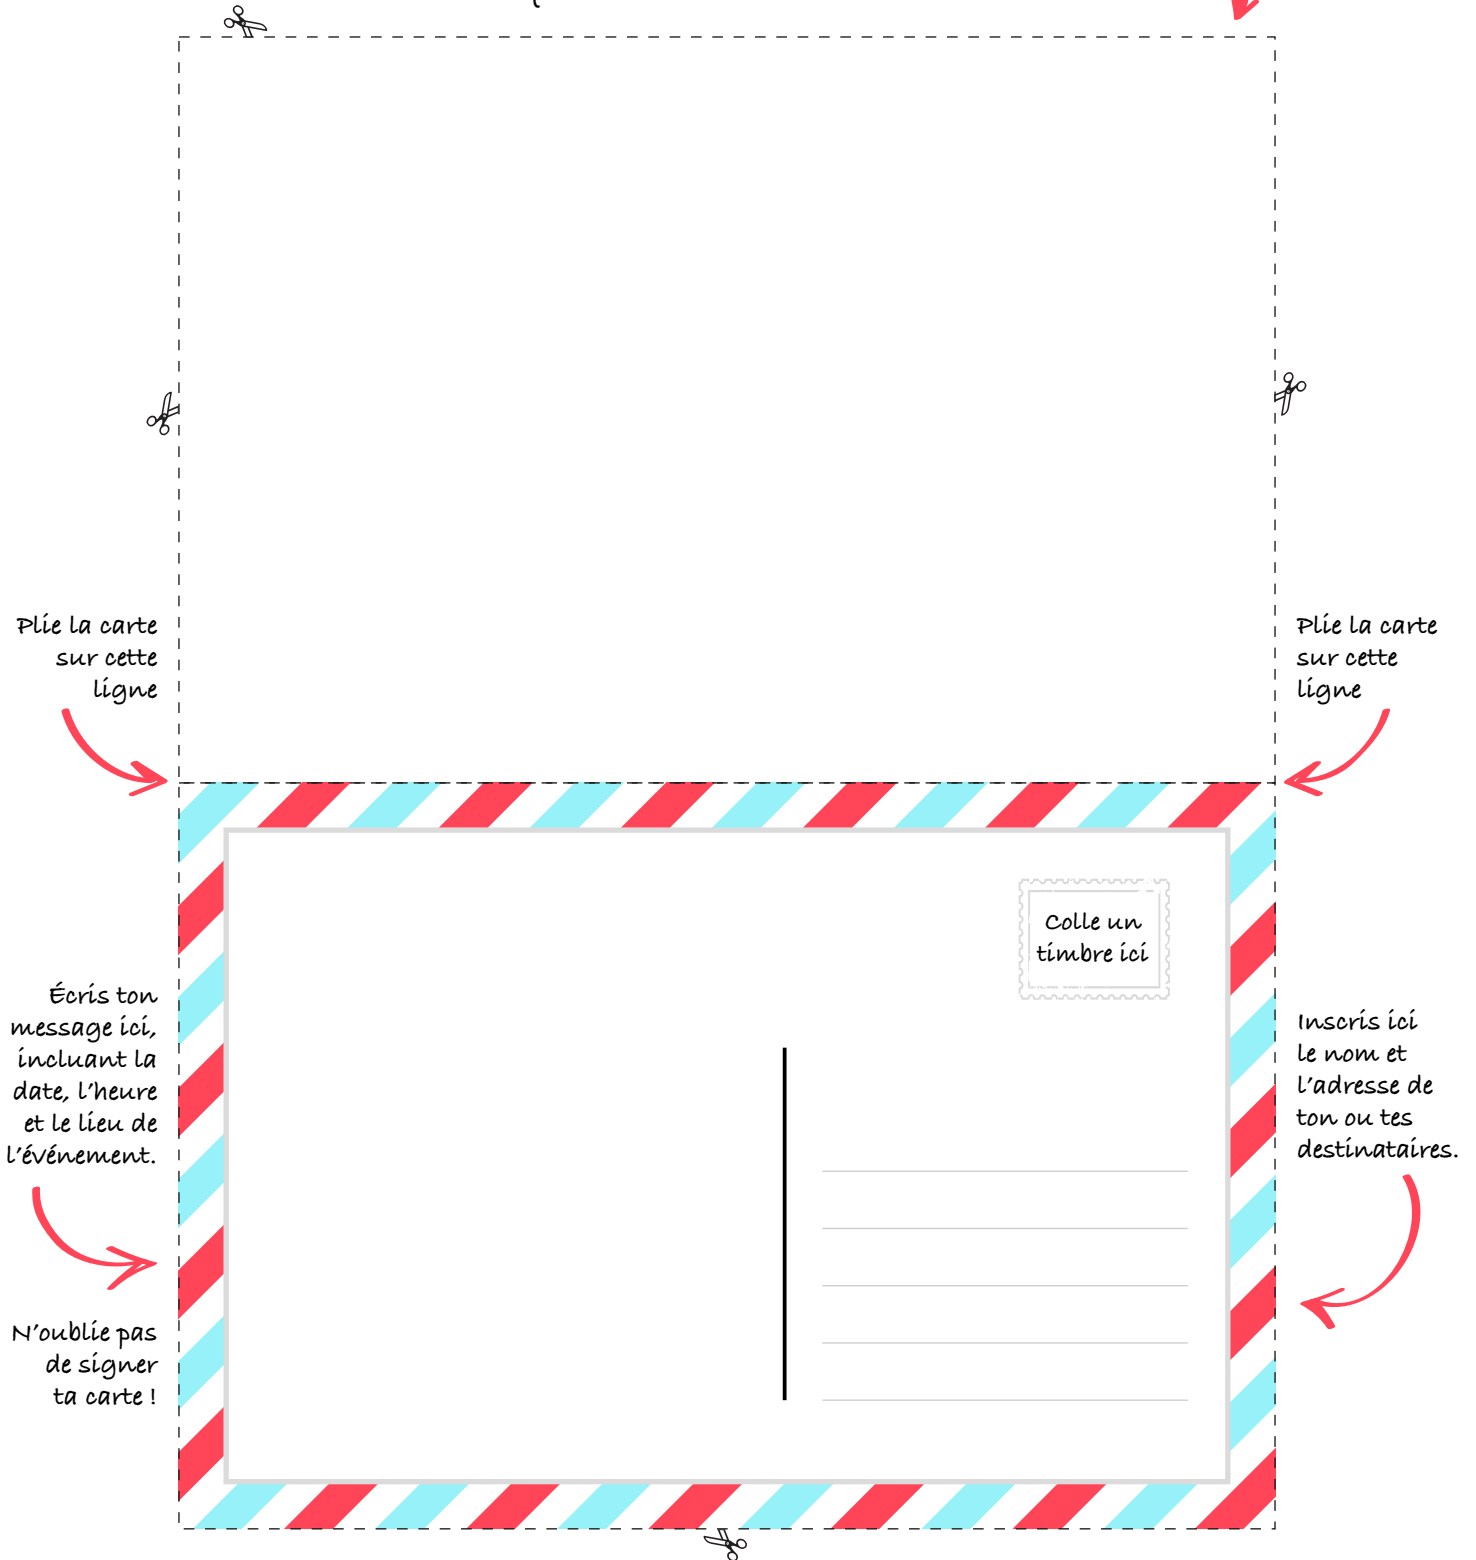 Plie la carte
sur cette
ligne
Plie la carte
sur cette
ligne
Colle un
timbre ici
Écris ton
message ici,
incluant la
date, l'heure
et le lieu de
l'événement.
Inscris ici
le nom et
l'adresse de
ton ou tes
destinataires.
N'oublie pas
de signer
ta carte !